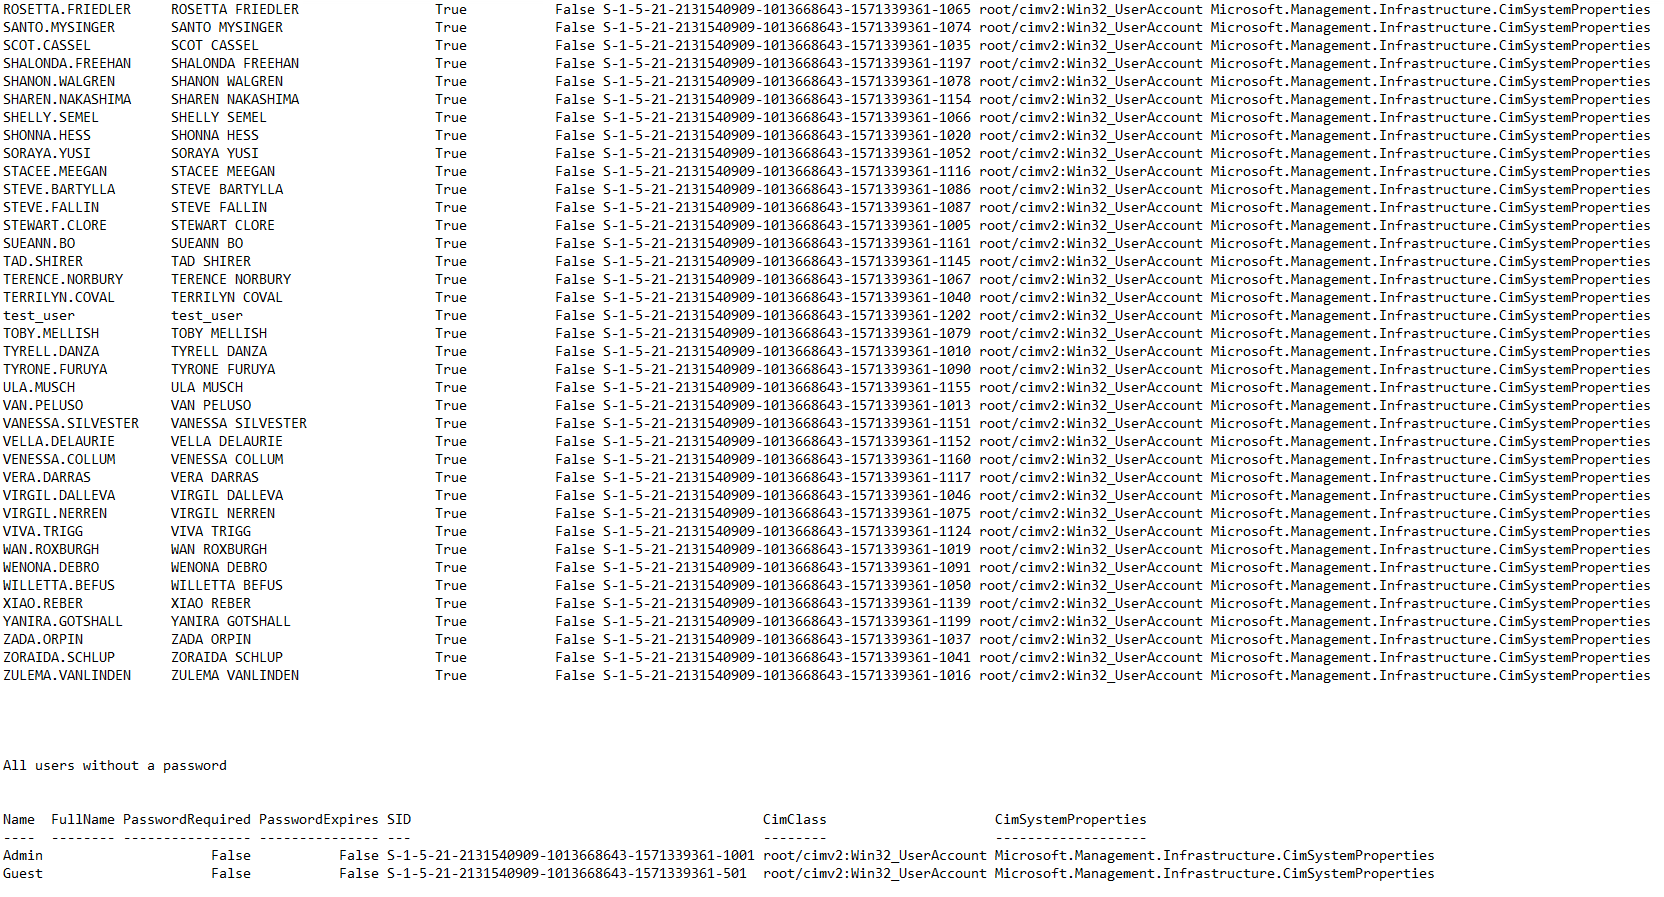 ROSETTA.FRIEDLER     ROSETTA FRIEDLER                 True           False S-1-5-21-2131540909-1013668643-1571339361-1065 root/cimv2:Win32_UserAccount Microsoft.Management.Infrastructure.CimSystemProperties
SANTO.MYSINGER       SANTO MYSINGER                   True           False S-1-5-21-2131540909-1013668643-1571339361-1074 root/cimv2:Win32_UserAccount Microsoft.Management.Infrastructure.CimSystemProperties
SCOT.CASSEL          SCOT CASSEL                      True           False S-1-5-21-2131540909-1013668643-1571339361-1035 root/cimv2:Win32_UserAccount Microsoft.Management.Infrastructure.CimSystemProperties
SHALONDA.FREEHAN     SHALONDA FREEHAN                 True           False S-1-5-21-2131540909-1013668643-1571339361-1197 root/cimv2:Win32_UserAccount Microsoft.Management.Infrastructure.CimSystemProperties
SHANON.WALGREN       SHANON WALGREN                   True           False S-1-5-21-2131540909-1013668643-1571339361-1078 root/cimv2:Win32_UserAccount Microsoft.Management.Infrastructure.CimSystemProperties
SHAREN.NAKASHIMA     SHAREN NAKASHIMA                 True           False S-1-5-21-2131540909-1013668643-1571339361-1154 root/cimv2:Win32_UserAccount Microsoft.Management.Infrastructure.CimSystemProperties
SHELLY.SEMEL         SHELLY SEMEL                     True           False S-1-5-21-2131540909-1013668643-1571339361-1066 root/cimv2:Win32_UserAccount Microsoft.Management.Infrastructure.CimSystemProperties
SHONNA.HESS          SHONNA HESS                      True           False S-1-5-21-2131540909-1013668643-1571339361-1020 root/cimv2:Win32_UserAccount Microsoft.Management.Infrastructure.CimSystemProperties
SORAYA.YUSI          SORAYA YUSI                      True           False S-1-5-21-2131540909-1013668643-1571339361-1052 root/cimv2:Win32_UserAccount Microsoft.Management.Infrastructure.CimSystemProperties
STACEE.MEEGAN        STACEE MEEGAN                    True           False S-1-5-21-2131540909-1013668643-1571339361-1116 root/cimv2:Win32_UserAccount Microsoft.Management.Infrastructure.CimSystemProperties
STEVE.BARTYLLA       STEVE BARTYLLA                   True           False S-1-5-21-2131540909-1013668643-1571339361-1086 root/cimv2:Win32_UserAccount Microsoft.Management.Infrastructure.CimSystemProperties
STEVE.FALLIN         STEVE FALLIN                     True           False S-1-5-21-2131540909-1013668643-1571339361-1087 root/cimv2:Win32_UserAccount Microsoft.Management.Infrastructure.CimSystemProperties
STEWART.CLORE        STEWART CLORE                    True           False S-1-5-21-2131540909-1013668643-1571339361-1005 root/cimv2:Win32_UserAccount Microsoft.Management.Infrastructure.CimSystemProperties
SUEANN.BO            SUEANN BO                        True           False S-1-5-21-2131540909-1013668643-1571339361-1161 root/cimv2:Win32_UserAccount Microsoft.Management.Infrastructure.CimSystemProperties
TAD.SHIRER           TAD SHIRER                       True           False S-1-5-21-2131540909-1013668643-1571339361-1145 root/cimv2:Win32_UserAccount Microsoft.Management.Infrastructure.CimSystemProperties
TERENCE.NORBURY      TERENCE NORBURY                  True           False S-1-5-21-2131540909-1013668643-1571339361-1067 root/cimv2:Win32_UserAccount Microsoft.Management.Infrastructure.CimSystemProperties
TERRILYN.COVAL       TERRILYN COVAL                   True           False S-1-5-21-2131540909-1013668643-1571339361-1040 root/cimv2:Win32_UserAccount Microsoft.Management.Infrastructure.CimSystemProperties
test_user            test_user                        True           False S-1-5-21-2131540909-1013668643-1571339361-1202 root/cimv2:Win32_UserAccount Microsoft.Management.Infrastructure.CimSystemProperties
TOBY.MELLISH         TOBY MELLISH                     True           False S-1-5-21-2131540909-1013668643-1571339361-1079 root/cimv2:Win32_UserAccount Microsoft.Management.Infrastructure.CimSystemProperties
TYRELL.DANZA         TYRELL DANZA                     True           False S-1-5-21-2131540909-1013668643-1571339361-1010 root/cimv2:Win32_UserAccount Microsoft.Management.Infrastructure.CimSystemProperties
TYRONE.FURUYA        TYRONE FURUYA                    True           False S-1-5-21-2131540909-1013668643-1571339361-1090 root/cimv2:Win32_UserAccount Microsoft.Management.Infrastructure.CimSystemProperties
ULA.MUSCH            ULA MUSCH                        True           False S-1-5-21-2131540909-1013668643-1571339361-1155 root/cimv2:Win32_UserAccount Microsoft.Management.Infrastructure.CimSystemProperties
VAN.PELUSO           VAN PELUSO                       True           False S-1-5-21-2131540909-1013668643-1571339361-1013 root/cimv2:Win32_UserAccount Microsoft.Management.Infrastructure.CimSystemProperties
VANESSA.SILVESTER    VANESSA SILVESTER                True           False S-1-5-21-2131540909-1013668643-1571339361-1151 root/cimv2:Win32_UserAccount Microsoft.Management.Infrastructure.CimSystemProperties
VELLA.DELAURIE       VELLA DELAURIE                   True           False S-1-5-21-2131540909-1013668643-1571339361-1152 root/cimv2:Win32_UserAccount Microsoft.Management.Infrastructure.CimSystemProperties
VENESSA.COLLUM       VENESSA COLLUM                   True           False S-1-5-21-2131540909-1013668643-1571339361-1160 root/cimv2:Win32_UserAccount Microsoft.Management.Infrastructure.CimSystemProperties
VERA.DARRAS          VERA DARRAS                      True           False S-1-5-21-2131540909-1013668643-1571339361-1117 root/cimv2:Win32_UserAccount Microsoft.Management.Infrastructure.CimSystemProperties
VIRGIL.DALLEVA       VIRGIL DALLEVA                   True           False S-1-5-21-2131540909-1013668643-1571339361-1046 root/cimv2:Win32_UserAccount Microsoft.Management.Infrastructure.CimSystemProperties
VIRGIL.NERREN        VIRGIL NERREN                    True           False S-1-5-21-2131540909-1013668643-1571339361-1075 root/cimv2:Win32_UserAccount Microsoft.Management.Infrastructure.CimSystemProperties
VIVA.TRIGG           VIVA TRIGG                       True           False S-1-5-21-2131540909-1013668643-1571339361-1124 root/cimv2:Win32_UserAccount Microsoft.Management.Infrastructure.CimSystemProperties
WAN.ROXBURGH         WAN ROXBURGH                     True           False S-1-5-21-2131540909-1013668643-1571339361-1019 root/cimv2:Win32_UserAccount Microsoft.Management.Infrastructure.CimSystemProperties
WENONA.DEBRO         WENONA DEBRO                     True           False S-1-5-21-2131540909-1013668643-1571339361-1091 root/cimv2:Win32_UserAccount Microsoft.Management.Infrastructure.CimSystemProperties
WILLETTA.BEFUS       WILLETTA BEFUS                   True           False S-1-5-21-2131540909-1013668643-1571339361-1050 root/cimv2:Win32_UserAccount Microsoft.Management.Infrastructure.CimSystemProperties
XIAO.REBER           XIAO REBER                       True           False S-1-5-21-2131540909-1013668643-1571339361-1139 root/cimv2:Win32_UserAccount Microsoft.Management.Infrastructure.CimSystemProperties
YANIRA.GOTSHALL      YANIRA GOTSHALL                  True           False S-1-5-21-2131540909-1013668643-1571339361-1199 root/cimv2:Win32_UserAccount Microsoft.Management.Infrastructure.CimSystemProperties
ZADA.ORPIN           ZADA ORPIN                       True           False S-1-5-21-2131540909-1013668643-1571339361-1037 root/cimv2:Win32_UserAccount Microsoft.Management.Infrastructure.CimSystemProperties
ZORAIDA.SCHLUP       ZORAIDA SCHLUP                   True           False S-1-5-21-2131540909-1013668643-1571339361-1041 root/cimv2:Win32_UserAccount Microsoft.Management.Infrastructure.CimSystemProperties
ZULEMA.VANLINDEN     ZULEMA VANLINDEN                 True           False S-1-5-21-2131540909-1013668643-1571339361-1016 root/cimv2:Win32_UserAccount Microsoft.Management.Infrastructure.CimSystemProperties
All users without a password
Name  FullName PasswordRequired PasswordExpires SID                                            CimClass                     CimSystemProperties
----  -------- ---------------- --------------- ---                                            --------                     -------------------
Admin                     False           False S-1-5-21-2131540909-1013668643-1571339361-1001 root/cimv2:Win32_UserAccount Microsoft.Management.Infrastructure.CimSystemProperties
Guest                     False           False S-1-5-21-2131540909-1013668643-1571339361-501  root/cimv2:Win32_UserAccount Microsoft.Management.Infrastructure.CimSystemProperties